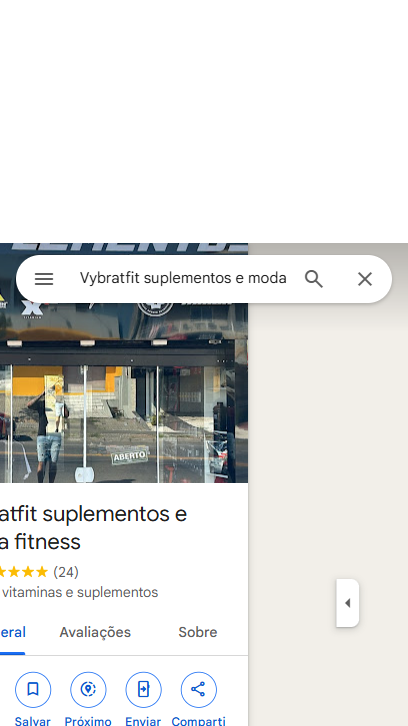 Vybratfit suplementos e moda
ABERTO
atfit suplementos e
a fitness
(24)
vitaminas e suplementos
eral
Avaliações
Sobre
Salvar
Próximo
Enviar
Comparti